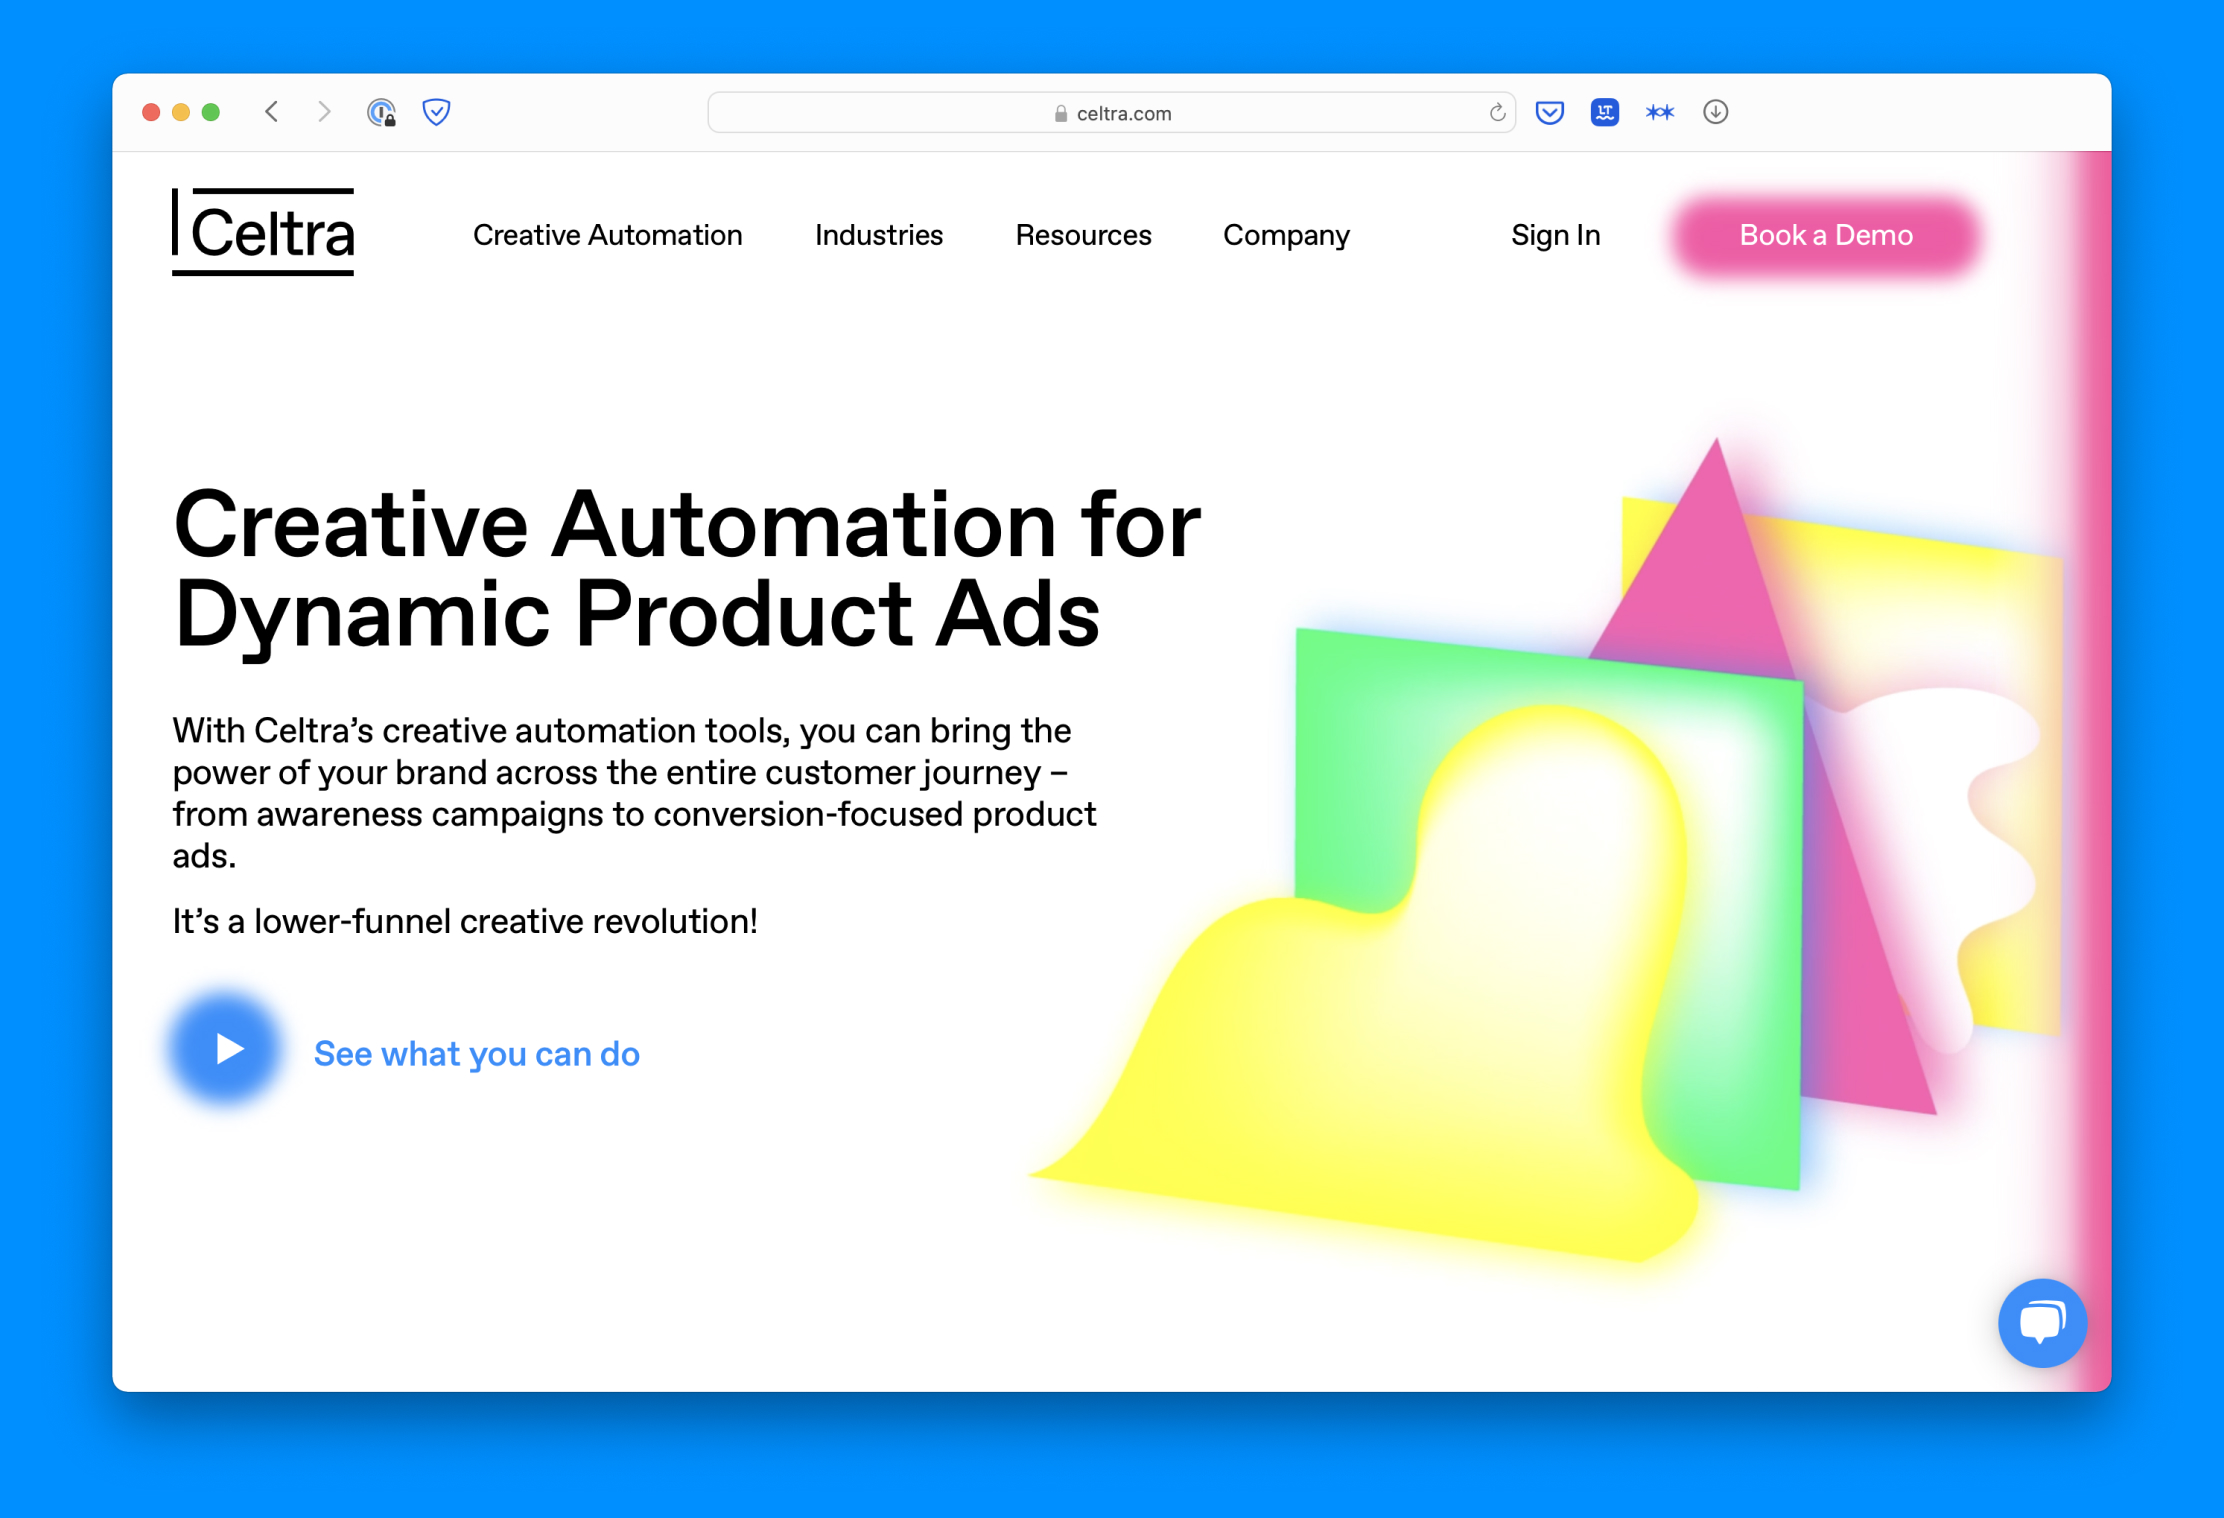 celtra.com
LT
Celtra
Creative Automation
Industries
Resources
Company
Sign In
Book a Demo
Creative Automation for
Dynamic Product Ads
With Celtra’s creative automation tools, you can bring the
power of your brand across the entire customer journey –
from awareness campaigns to conversion-focused product
ads.
It’s a lower-funnel creative revolution!
See what you can do